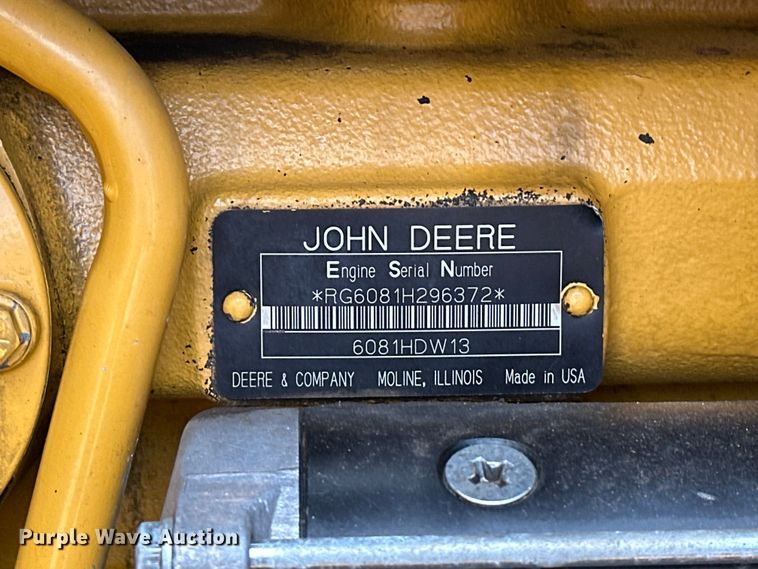 JOHN DEERE
Engine Serial Number
*RG6081H296372*
6081HDW13
DEERE & COMPANY MOLINE, ILLINOIS Made in USA
Purple Wave Auction